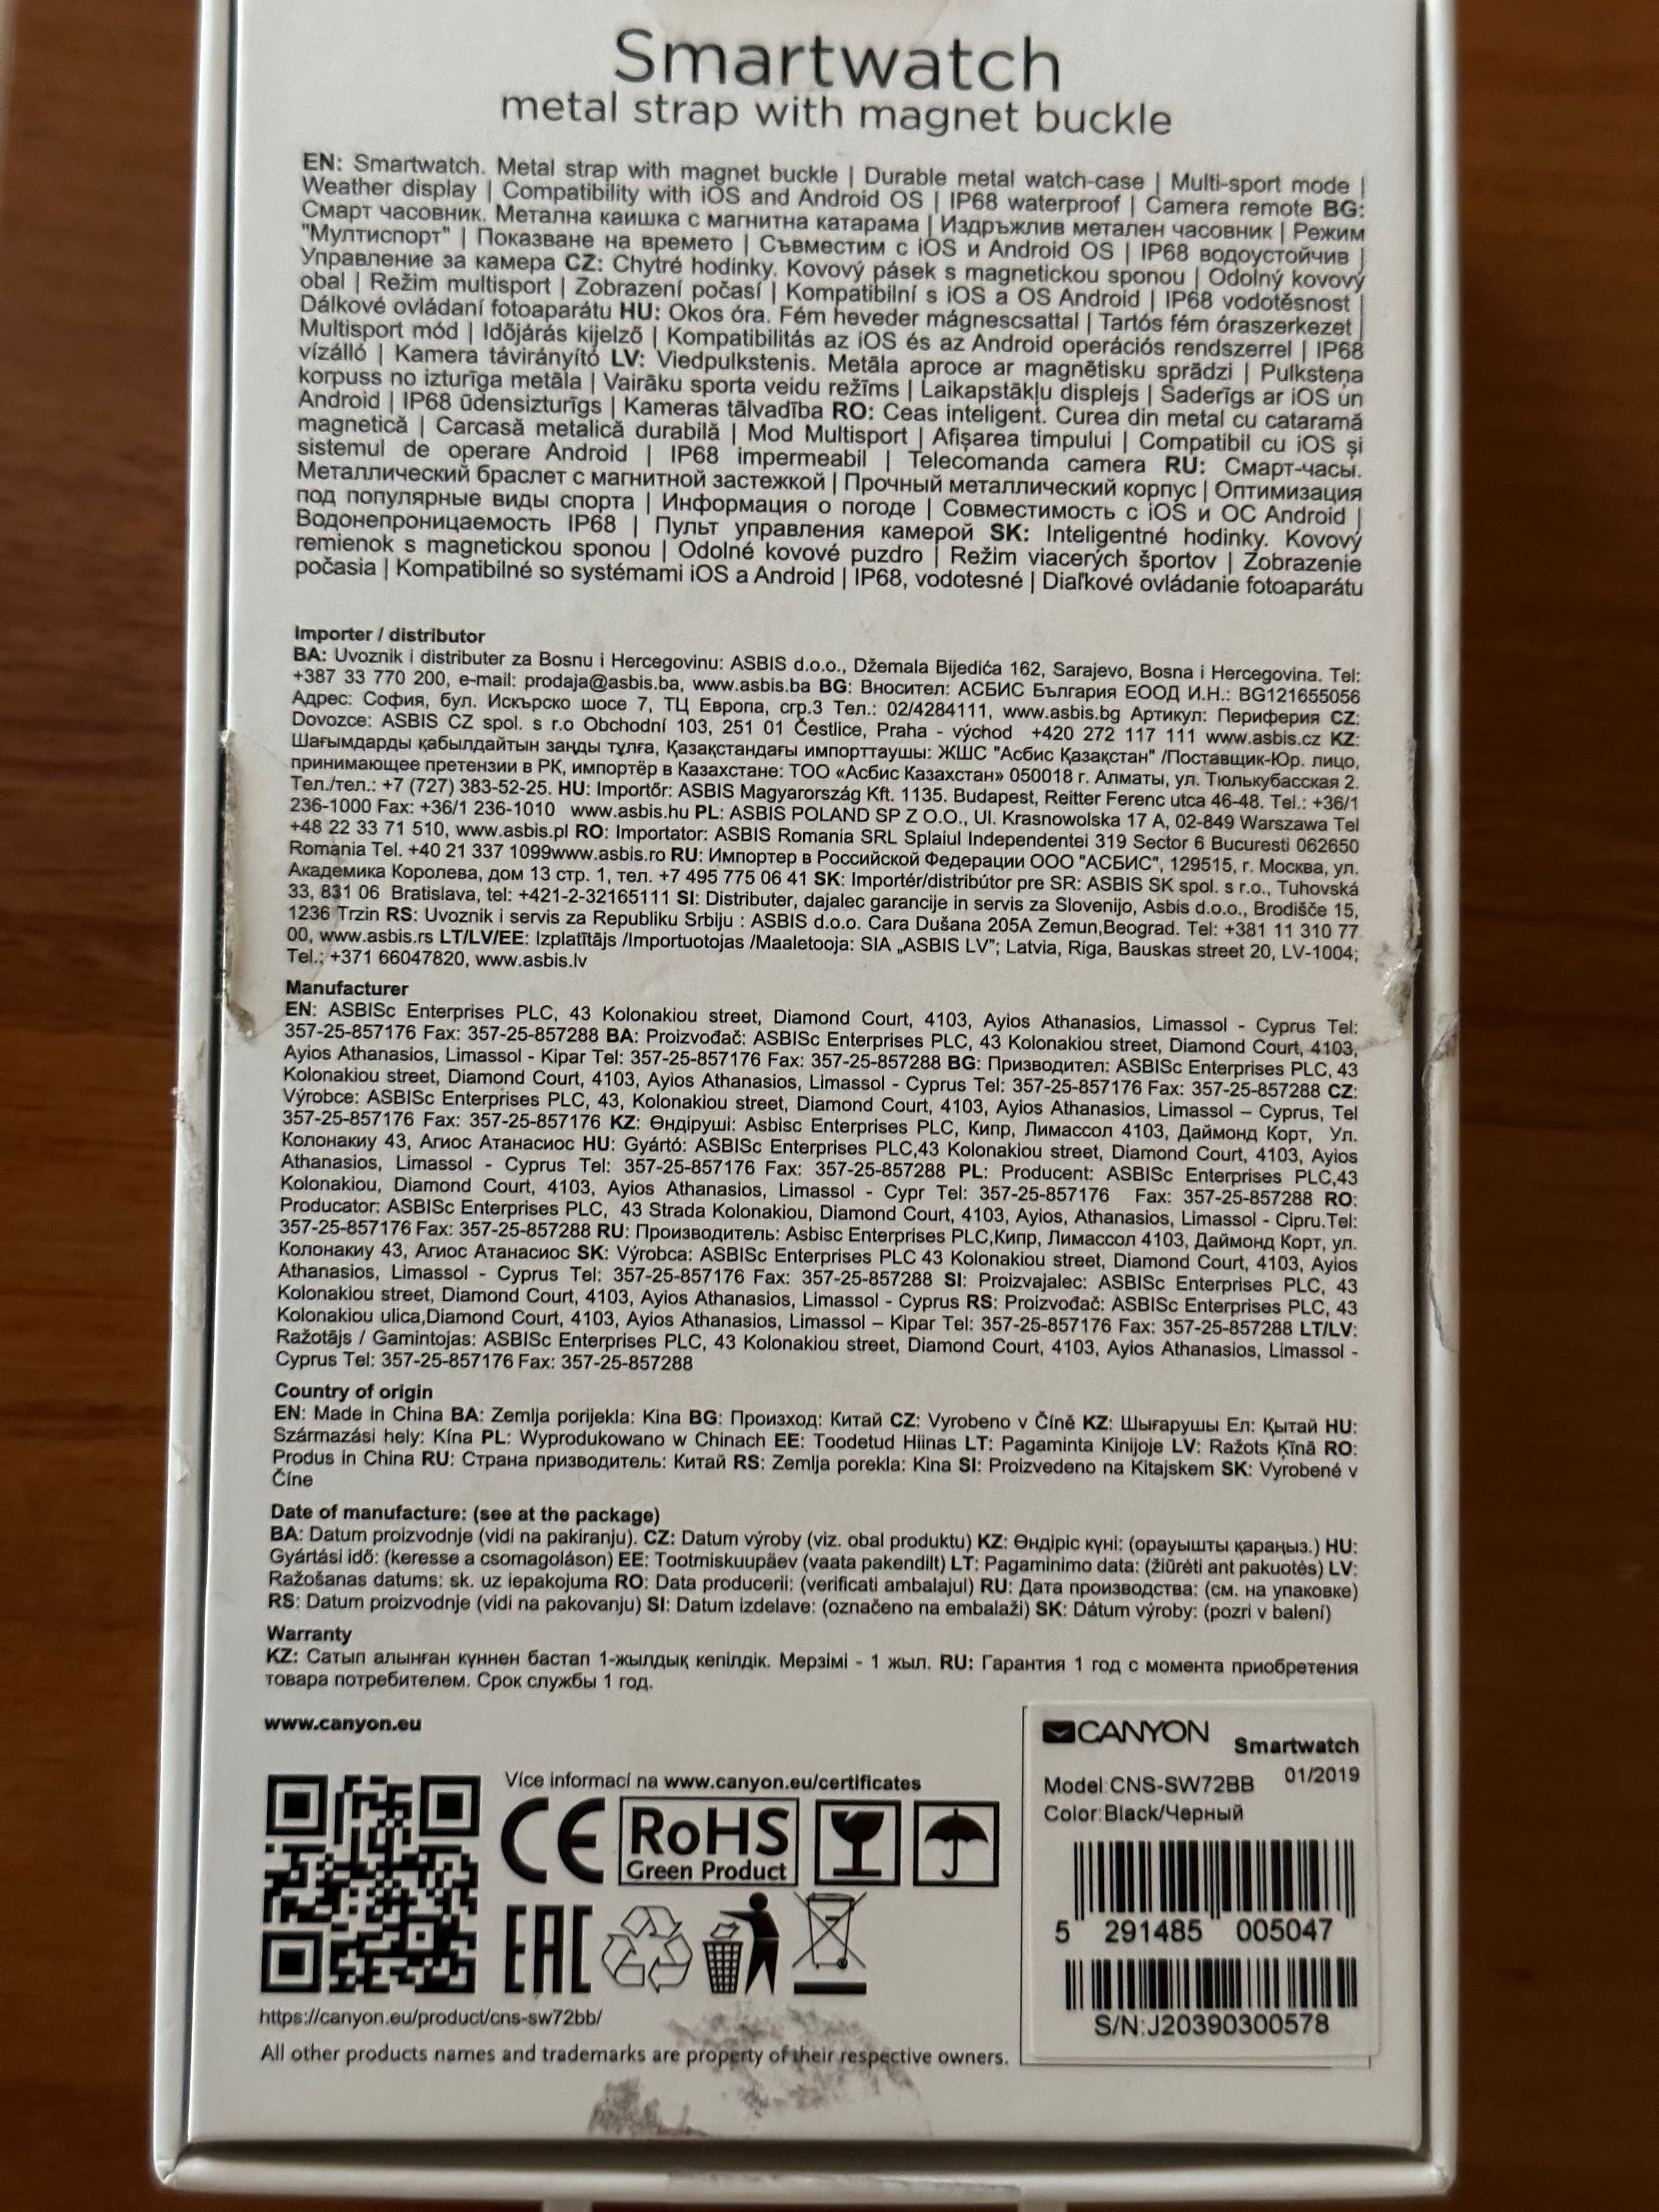 Smartwatch
metal strap with magnet buckle
EN: Smartwatch. Metal strap with magnet buckle | Durable metal watch-case | Multi-sport mode |
Weather display | Compatibility with iOS and Android OS | IP68 waterproof | Camera remote BG:
Смарт часовник. Метална каишка с магнитна катарама | Издръжлив метален часовник | Режим
"Мултиспорт" | Показване на времето | Съвместим с iOS и Android OS | IP68 водоустойчив |
Управление за камера CZ: Chytré hodinky. Kovový pásek s magnetickou sponou | Odolný kovový
obal | Režim multisport | Zobrazení počasí | Kompatibilní s iOS a OS Android | IP68 vodotěsnost |
Dálkové ovládaní fotoaparátu HU: Okos óra. Fém heveder mágnescsattal | Tartós fém óraszerkezet |
Multisport mód | Időjárás kijelző | Kompatibilitás az iOS és az Android operációs rendszerrel | IP68
vízálló | Kamera távirányító LV: Viedpulkstenis. Metāla aproce ar magnētisku sprādzi | Pulksteņa
korpuss no izturīga metāla | Vairāku sporta veidu režīms | Laikapstākļu displejs | Saderīgs ar iOS un
Android | IP68 ūdensizturīgs | Kameras tālvadība RO: Ceas inteligent. Curea din metal cu cataramă
magnetică | Carcasă metalică durabilă | Mod Multisport | Afișarea timpului | Compatibil cu iOS și
sistemul de operare Android | IP68 impermeabil | Telecomanda camera RU: Смарт-часы.
Металлический браслет с магнитной застежкой | Прочный металлический корпус | Оптимизация
под популярные виды спорта | Информация о погоде | Совместимость с iOS и ОС Android |
Водонепроницаемость IP68 | Пульт управления камерой SK: Inteligentné hodinky. Kovový
remienok s magnetickou sponou | Odolné kovové puzdro | Režim viacerých športov | Zobrazenie
počasia | Kompatibilné so systémami iOS a Android | IP68, vodotesné | Diaľkové ovládanie fotoaparátu
Importer / distributor
BA: Uvoznik i distributer za Bosnu i Hercegovinu: ASBIS d.o.o., Džemala Bijedića 162, Sarajevo, Bosna i Hercegovina. Tel:
+387 33 770 200, e-mail: prodaja@asbis.ba, www.asbis.ba BG: Вносител: АСБИС България ЕООД И.Н.: BG121655056
Адрес: София, бул. Искърско шосе 7, ТЦ Европа, сгр.3 Тел.: 02/4284111, www.asbis.bg Артикул: Периферия CZ:
Dovozce: ASBIS CZ spol. s r.o Obchodní 103, 251 01 Čestlice, Praha - východ +420 272 117 111 www.asbis.cz KZ:
Шағымдарды қабылдайтын заңды тұлға, Қазақстандағы импорттаушы: ЖШС "Асбис Қазақстан" /Поставщик-Юр. лицо,
принимающее претензии в РК, импортёр в Казахстане: ТОО «Асбис Казахстан» 050018 г. Алматы, ул. Тюлькубасская 2.
Тел./тел.: +7 (727) 383-52-25. HU: Importőr: ASBIS Magyarország Kft. 1135. Budapest, Reitter Ferenc utca 46-48. Tel.: +36/1
236-1000 Fax: +36/1 236-1010 www.asbis.hu PL: ASBIS POLAND SP Z O.O., Ul. Krasnowolska 17 A, 02-849 Warszawa Tel
+48 22 33 71 510, www.asbis.pl RO: Importator: ASBIS Romania SRL Splaiul Independentei 319 Sector 6 Bucuresti 062650
Romania Tel. +40 21 337 1099www.asbis.ro RU: Импортер в Российской Федерации ООО "АСБИС", 129515, г. Москва, ул.
Академика Королева, дом 13 стр. 1, тел. +7 495 775 06 41 SK: Importér/distribútor pre SR: ASBIS SK spol. s r.o., Tuhovská
33, 831 06 Bratislava, tel: +421-2-32165111 SI: Distributer, dajalec garancije in servis za Slovenijo, Asbis d.o.o., Brodišče 15,
1236 Trzin RS: Uvoznik i servis za Republiku Srbiju : ASBIS d.o.o. Cara Dušana 205A Zemun,Beograd. Tel: +381 11 310 77
00, www.asbis.rs LT/LV/EE: Izplatītājs /Importuotojas /Maaletooja: SIA „ASBIS LV"; Latvia, Riga, Bauskas street 20, LV-1004;
Tel.: +371 66047820, www.asbis.lv
Manufacturer
EN: ASBISc Enterprises PLC, 43 Kolonakiou street, Diamond Court, 4103, Ayios Athanasios, Limassol - Cyprus Tel:
357-25-857176 Fax: 357-25-857288 BA: Proizvođač: ASBISc Enterprises PLC, 43 Kolonakiou street, Diamond Court, 4103,
Ayios Athanasios, Limassol - Kipar Tel: 357-25-857176 Fax: 357-25-857288 BG: Призводител: ASBISc Enterprises PLC, 43
Kolonakiou street, Diamond Court, 4103, Ayios Athanasios, Limassol - Cyprus Tel: 357-25-857176 Fax: 357-25-857288 CZ:
Výrobce: ASBISc Enterprises PLC, 43, Kolonakiou street, Diamond Court, 4103, Ayios Athanasios, Limassol – Cyprus, Tel
357-25-857176 Fax: 357-25-857176 KZ: Өндіруші: Asbisc Enterprises PLC, Кипр, Лимассол 4103, Даймонд Корт, Ул.
Колонакиу 43, Агиос Атанасиос HU: Gyártó: ASBISc Enterprises PLC,43 Kolonakiou street, Diamond Court, 4103, Ayios
Athanasios, Limassol - Cyprus Tel: 357-25-857176 Fax: 357-25-857288 PL: Producent: ASBISc Enterprises PLC,43
Kolonakiou, Diamond Court, 4103, Ayios Athanasios, Limassol - Cypr Tel: 357-25-857176 Fax: 357-25-857288 RO:
Producator: ASBISc Enterprises PLC, 43 Strada Kolonakiou, Diamond Court, 4103, Ayios, Athanasios, Limassol - Cipru.Tel:
357-25-857176 Fax: 357-25-857288 RU: Производитель: Asbisc Enterprises PLC,Кипр, Лимассол 4103, Даймонд Корт, ул.
Колонакиу 43, Агиос Атанасиос SK: Výrobca: ASBISc Enterprises PLC 43 Kolonakiou street, Diamond Court, 4103, Ayios
Athanasios, Limassol - Cyprus Tel: 357-25-857176 Fax: 357-25-857288 SI: Proizvajalec: ASBISc Enterprises PLC, 43
Kolonakiou street, Diamond Court, 4103, Ayios Athanasios, Limassol - Cyprus RS: Proizvođač: ASBISc Enterprises PLC, 43
Kolonakiou ulica,Diamond Court, 4103, Ayios Athanasios, Limassol – Kipar Tel: 357-25-857176 Fax: 357-25-857288 LT/LV:
Ražotājs / Gamintojas: ASBISc Enterprises PLC, 43 Kolonakiou street, Diamond Court, 4103, Ayios Athanasios, Limassol -
Cyprus Tel: 357-25-857176 Fax: 357-25-857288
Country of origin
EN: Made in China BA: Zemlja porijekla: Kina BG: Произход: Китай CZ: Vyrobeno v Číně KZ: Шығарушы Ел: Қытай HU:
Származási hely: Kína PL: Wyprodukowano w Chinach EE: Toodetud Hiinas LT: Pagaminta Kinijoje LV: Ražots Ķīnā RO:
Produs in China RU: Страна призводитель: Китай RS: Zemlja porekla: Kina SI: Proizvedeno na Kitajskem SK: Vyrobené v
Číne
Date of manufacture: (see at the package)
BA: Datum proizvodnje (vidi na pakiranju). CZ: Datum výroby (viz. obal produktu) KZ: Өндіріс күні: (орауышты қараңыз.) HU:
Gyártási idő: (keresse a csomagoláson) EE: Tootmiskuupäev (vaata pakendilt) LT: Pagaminimo data: (žiūrėti ant pakuotės) LV:
Ražošanas datums: sk. uz iepakojuma RO: Data producerii: (verificati ambalajul) RU: Дата производства: (см. на упаковке)
RS: Datum proizvodnje (vidi na pakovanju) SI: Datum izdelave: (označeno na embalaži) SK: Dátum výroby: (pozri v balení)
Warranty
KZ: Сатып алынған күннен бастап 1-жылдық кепілдік. Мерзімі - 1 жыл. RU: Гарантия 1 год с момента приобретения
товара потребителем. Срок службы 1 год.
www.canyon.eu
Více informací na www.canyon.eu/certificates
CE
RoHS
Green Product
EAC
https://canyon.eu/product/cns-sw72bb/
All other products names and trademarks are property of their respective owners.
CANYON
Smartwatch
01/2019
Model:CNS-SW72BB
Color:Black/Черный
5 291485 005047
S/N:J20390300578